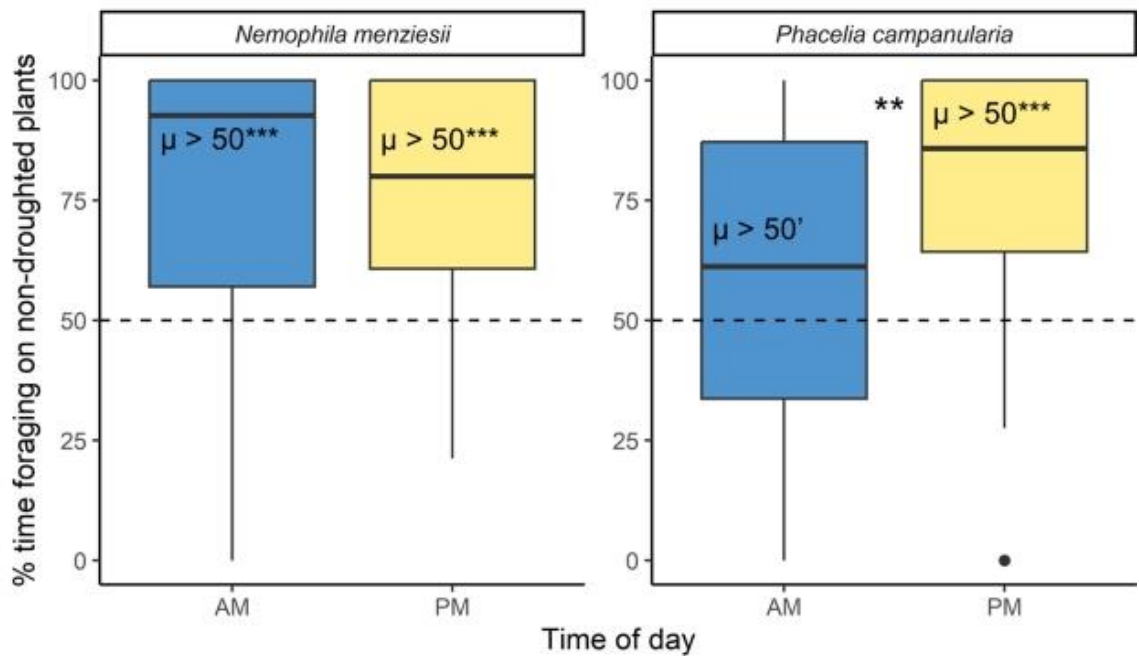 Nemophila menziesii
Phacelia campanularia
% time foraging on non-droughted plants
100
75
50
25
0
μ > 50***
μ > 50***
AM
PM
100
75
50
25
0
μ > 50’
**
μ > 50***
AM
PM
Time of day